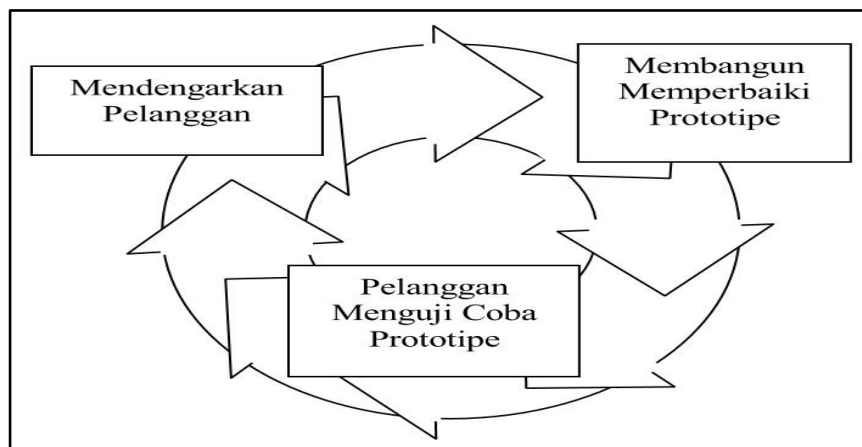 Mendengarkan
Pelanggan
Membangun
Memperbaiki
Prototipe
Pelanggan
Menguji Coba
Prototipe